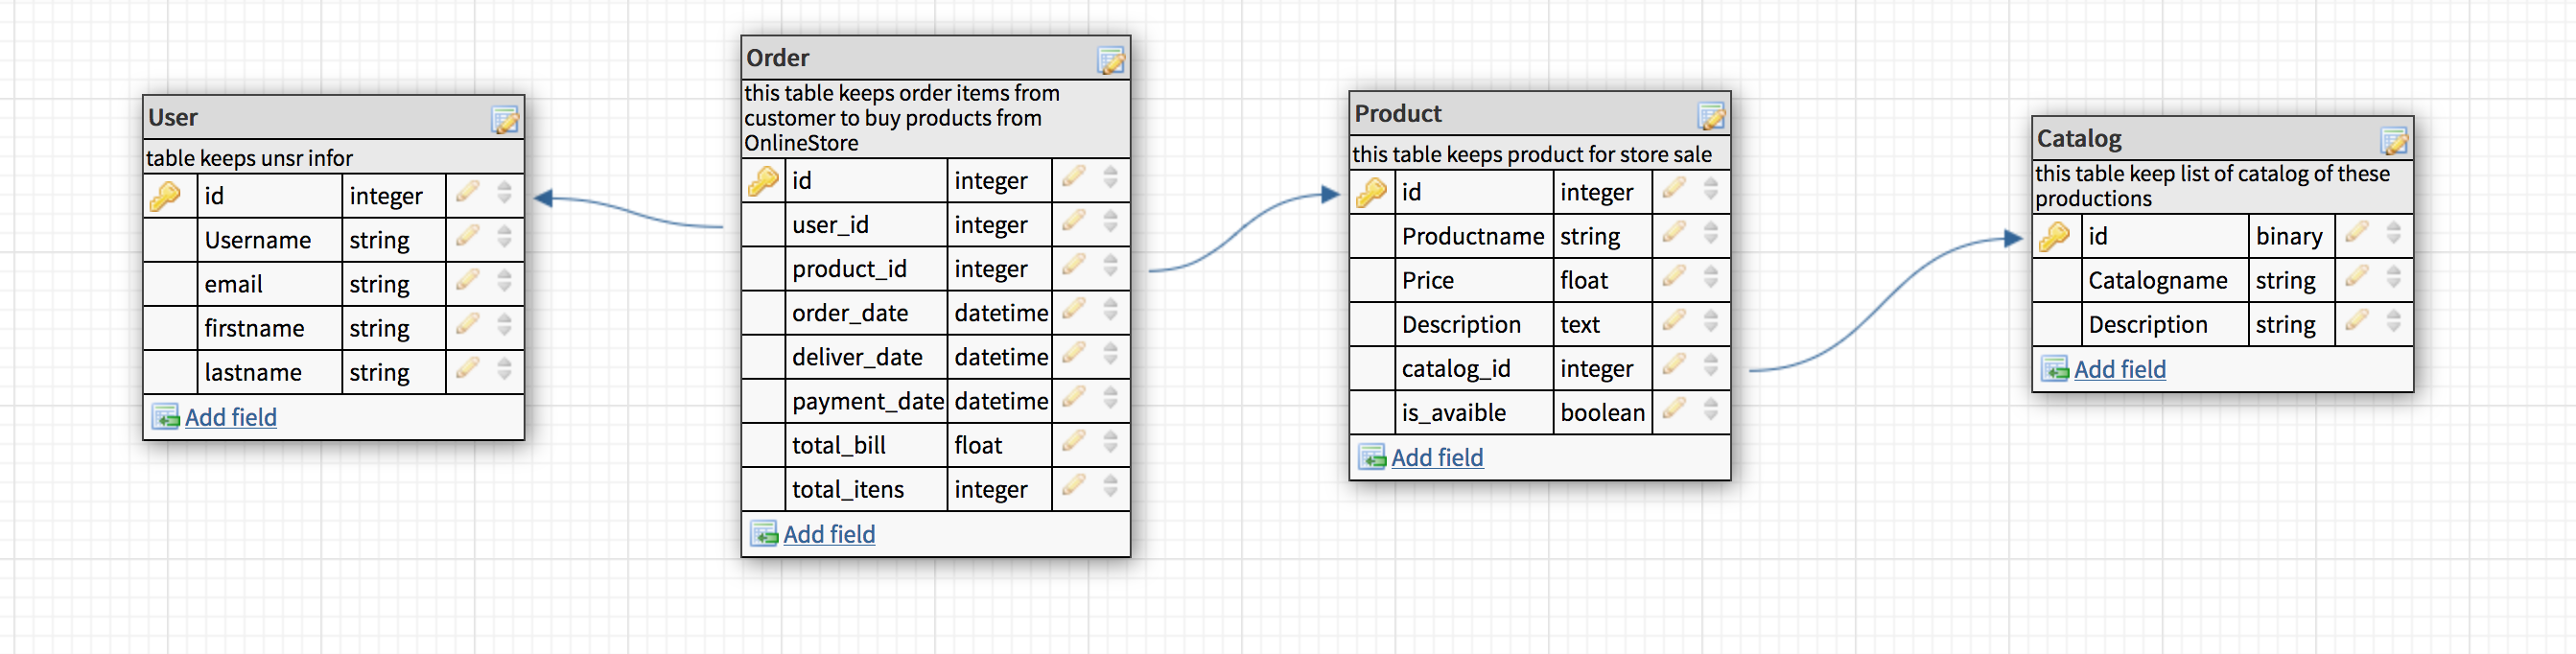 User
table keeps unsr infor
id integer
Username string
email string
firstname string
lastname string
Add field
Order
this table keeps order items from
customer to buy products from
OnlineStore
id integer
user_id integer
product_id integer
order_date datetime
deliver_date datetime
payment_date datetime
total_bill float
total_itens integer
Add field
Product
this table keeps product for store sale
id integer
Productname string
Price float
Description text
catalog_id integer
is_avaible boolean
Add field
Catalog
this table keep list of catalog of these
productions
id binary
Catalogname string
Description string
Add field